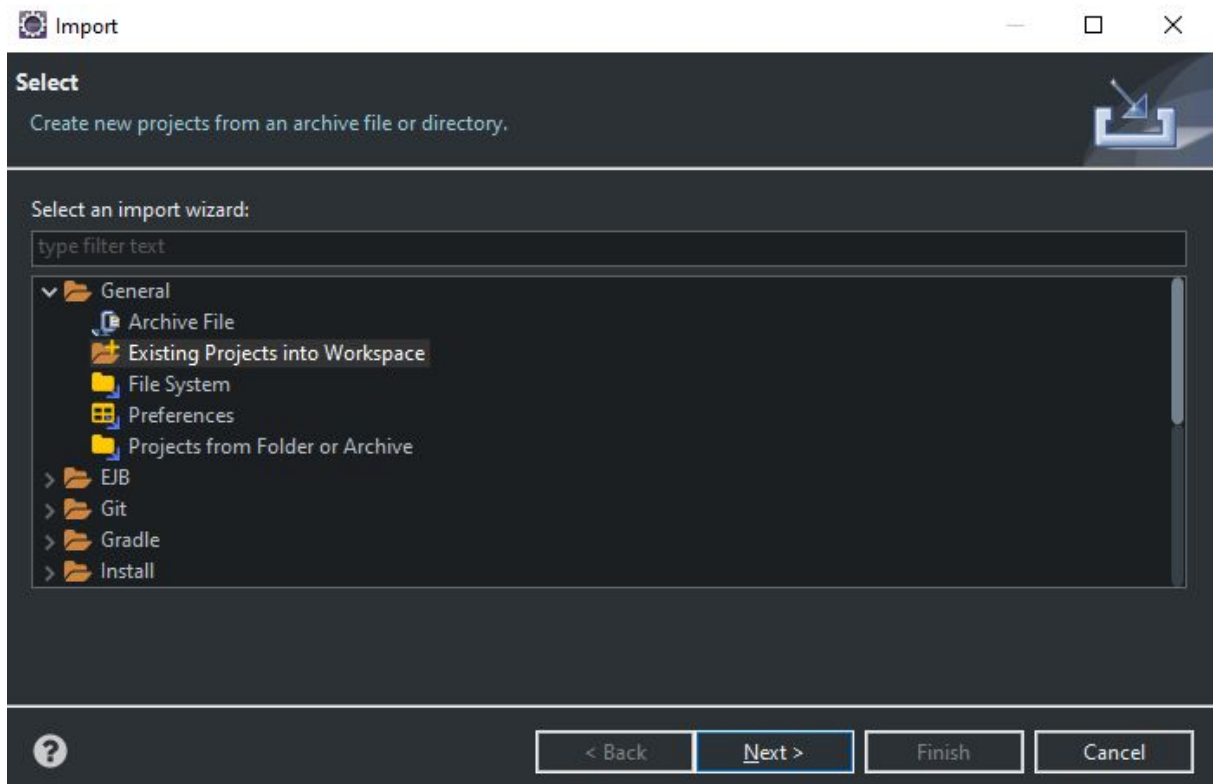 Import
Select
Create new projects from an archive file or directory.
Select an import wizard:
type filter text
General
Archive File
Existing Projects into Workspace
File System
Preferences
Projects from Folder or Archive
EJB
Git
Gradle
Install
? < Back Next > Finish Cancel